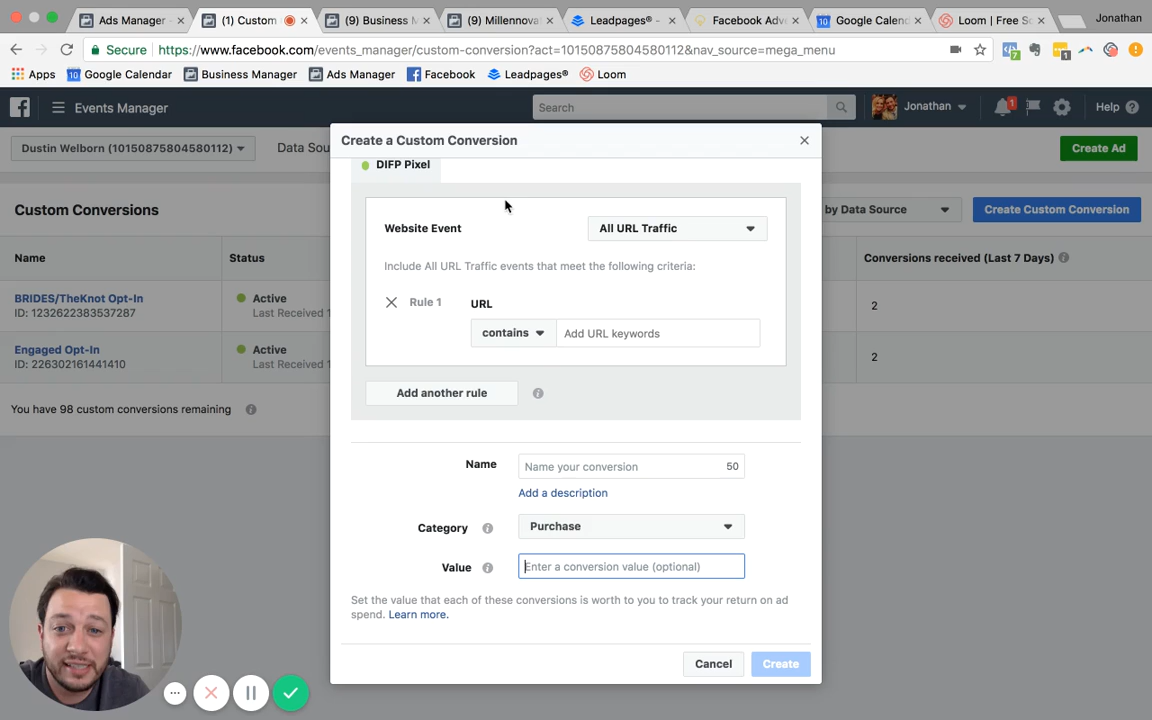 Ads Manager -
(1) Custom
(9) Business M
(9) Millennova
Leadpages® -
Facebook Adv
Google Calen
Loom | Free S
Jonathan
Secure
https://www.facebook.com/events_manager/custom-conversion?act=10150875804580112&nav_source=mega_menu
7
1
Apps
10 Google Calendar
Business Manager
Ads Manager
Facebook
Leadpages®
Loom
Events Manager
Search
Jonathan
1
Help
Dustin Welborn (10150875804580112)
Data Sou
Create Ad
Custom Conversions
by Data Source
Create Custom Conversion
Name
Status
Conversions received (Last 7 Days)
BRIDES/TheKnot Opt-In
ID: 1232622383537287
Active
Last Received 1
2
Engaged Opt-In
ID: 226302161441410
Active
Last Received 1
2
You have 98 custom conversions remaining
Create a Custom Conversion
DIFP Pixel
Website Event
All URL Traffic
Include All URL Traffic events that meet the following criteria:
Rule 1
URL
contains
Add URL keywords
Add another rule
Name
Name your conversion
50
Add a description
Category
Purchase
Value
Enter a conversion value (optional)
Set the value that each of these conversions is worth to you to track your return on ad
spend. Learn more.
Cancel
Create